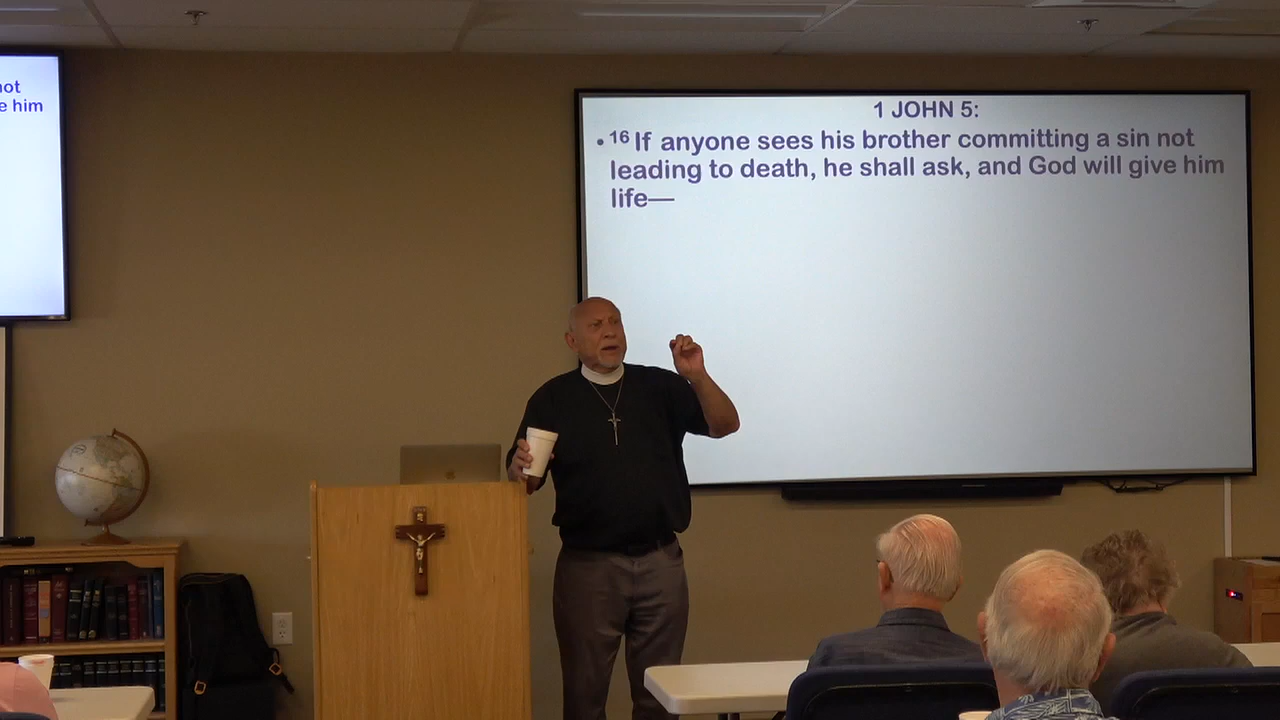 not
e him
1 JOHN 5:
• 16 If anyone sees his brother committing a sin not
leading to death, he shall ask, and God will give him
life—